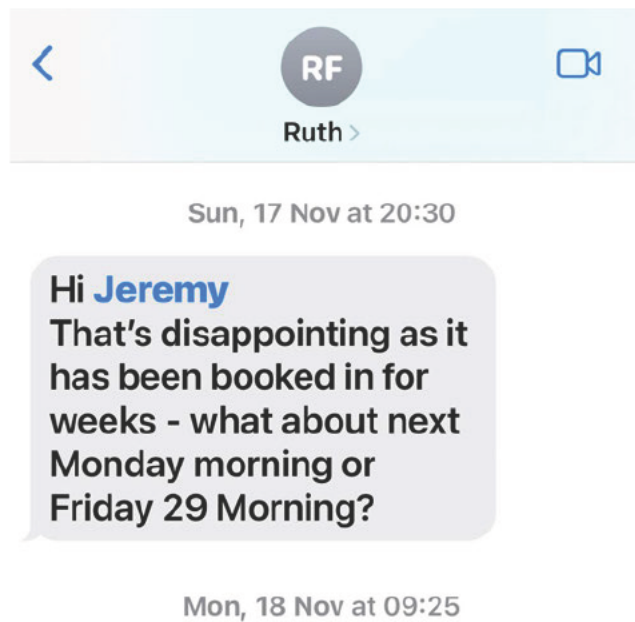 RF
Ruth
Sun, 17 Nov at 20:30
Hi Jeremy
That's disappointing as it
has been booked in for
weeks - what about next
Monday morning or
Friday 29 Morning?
Mon, 18 Nov at 09:25